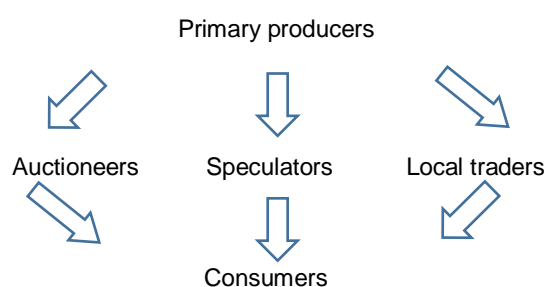 Primary producers
Auctioneers Speculators Local traders
Consumers